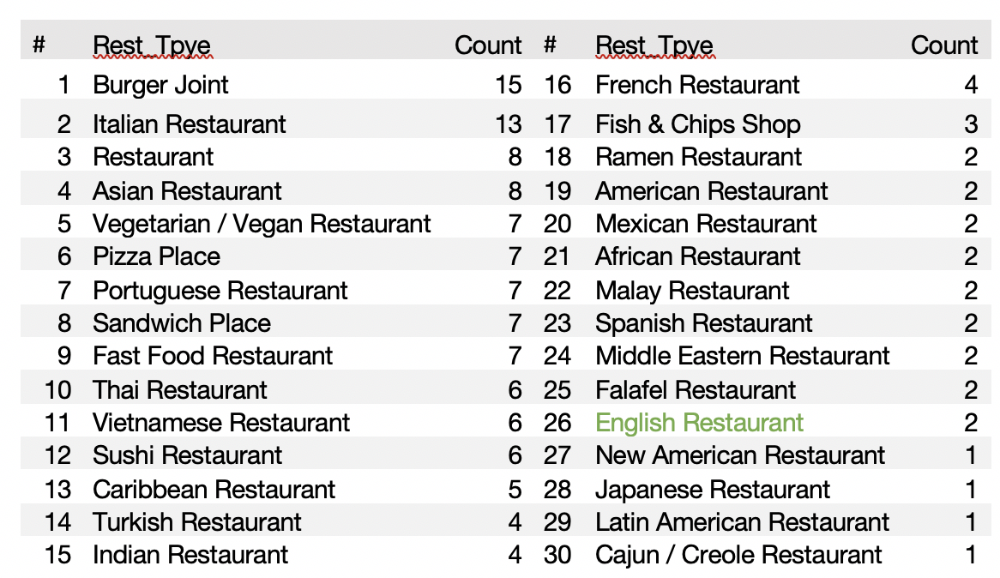 # Rest_Tpye Count # Rest_Tpye Count
1 Burger Joint 15 16 French Restaurant 4
2 Italian Restaurant 13 17 Fish & Chips Shop 3
3 Restaurant 8 18 Ramen Restaurant 2
4 Asian Restaurant 8 19 American Restaurant 2
5 Vegetarian / Vegan Restaurant 7 20 Mexican Restaurant 2
6 Pizza Place 7 21 African Restaurant 2
7 Portuguese Restaurant 7 22 Malay Restaurant 2
8 Sandwich Place 7 23 Spanish Restaurant 2
9 Fast Food Restaurant 7 24 Middle Eastern Restaurant 2
10 Thai Restaurant 6 25 Falafel Restaurant 2
11 Vietnamese Restaurant 6 26 English Restaurant 2
12 Sushi Restaurant 6 27 New American Restaurant 1
13 Caribbean Restaurant 5 28 Japanese Restaurant 1
14 Turkish Restaurant 4 29 Latin American Restaurant 1
15 Indian Restaurant 4 30 Cajun / Creole Restaurant 1